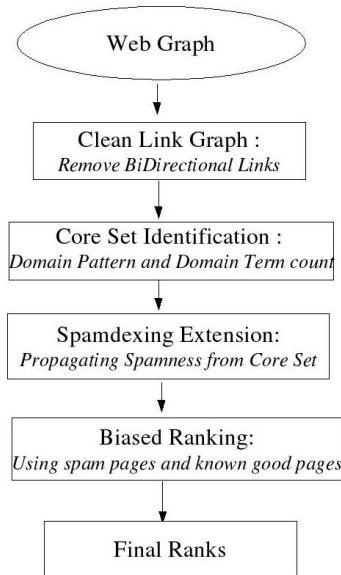 Web Graph
Clean Link Graph :
Remove BiDirectional Links
Core Set Identification :
Domain Pattern and Domain Term count
Spamdexing Extension:
Propagating Spamness from Core Set
Biased Ranking:
Using spam pages and known good pages
Final Ranks